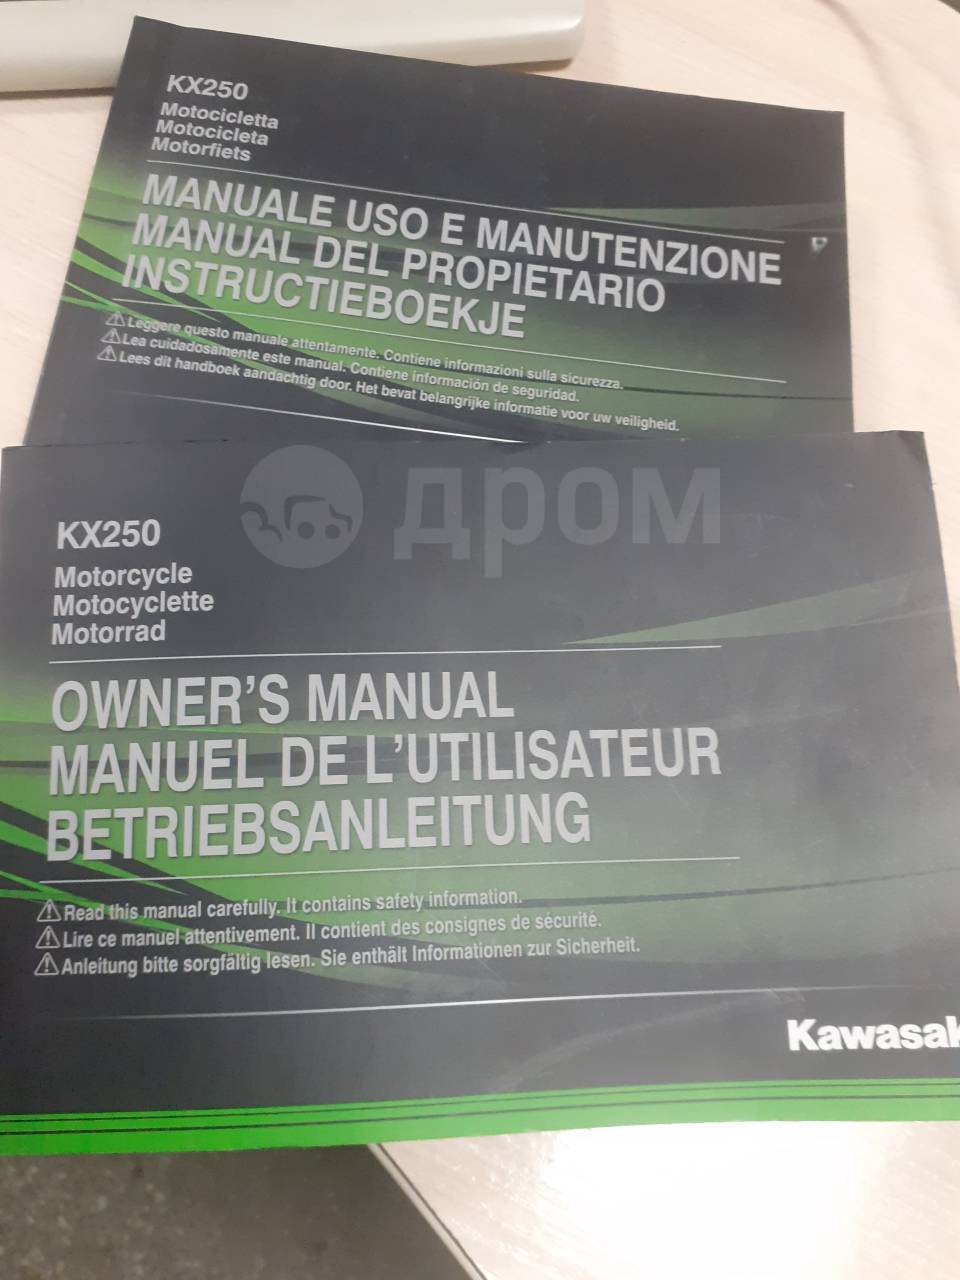 KX250
Motocicletta
Motocicleta
Motorfiets
MANUALE USO E MANUTENZIONE
MANUAL DEL PROPIETARIO
INSTRUCTIEBOEKJE
Leggere questo manuale attentamente. Contiene informazioni sulla sicurezza.
Lea cuidadosamente este manual. Contiene información de seguridad.
Lees dit handboek aandachtig door. Het bevat belangrijke informatie voor uw veiligheid.
дром
KX250
Motorcycle
Motocyclette
Motorrad
OWNER'S MANUAL
MANUEL DE L'UTILISATEUR
BETRIEBSANLEITUNG
Read this manual carefully. It contains safety information.
Lire ce manuel attentivement. Il contient des consignes de sécurité.
Anleitung bitte sorgfältig lesen. Sie enthält Informationen zur Sicherheit.
Kawasak